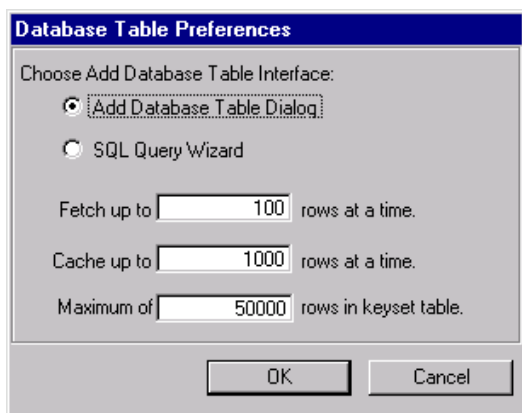 Database Table Preferences
Choose Add Database Table Interface:
Add Database Table Dialog
SQL Query Wizard
Fetch up to 100 rows at a time.
Cache up to 1000 rows at a time.
Maximum of 50000 rows in keyset table.
OK Cancel